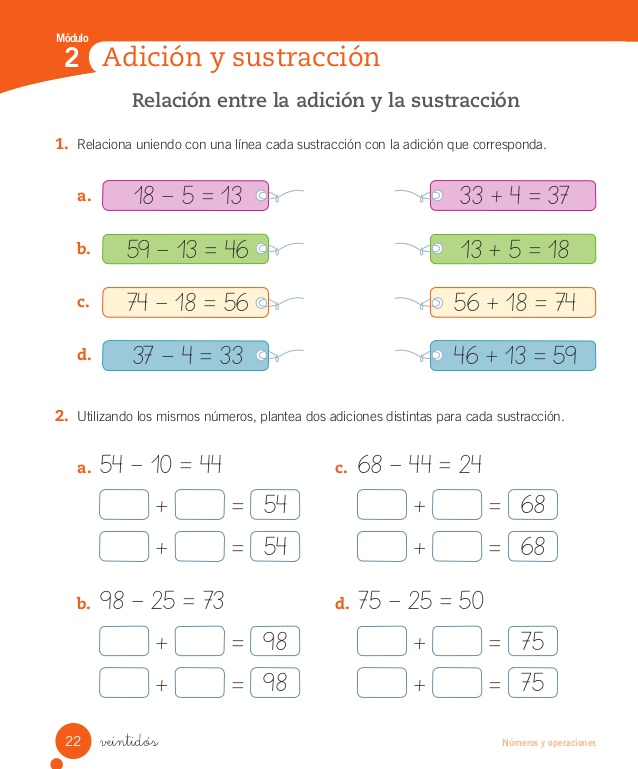 Módulo
2 Adición y sustracción
Relación entre la adición y la sustracción
1. Relaciona uniendo con una línea cada sustracción con la adición que corresponda.
a. 18 – 5 = 13 33 + 4 = 37
b. 59 – 13 = 46 13 + 5 = 18
c. 74 – 18 = 56 56 + 18 = 74
d. 37 – 4 = 33 46 + 13 = 59
2. Utilizando los mismos números, plantea dos adiciones distintas para cada sustracción.
a. 54 – 10 = 44
+ = 54
+ = 54
b. 98 – 25 = 73
+ = 98
+ = 98
c. 68 – 44 = 24
+ = 68
+ = 68
d. 75 – 25 = 50
+ = 75
+ = 75
22 veintidós
Números y operaciones